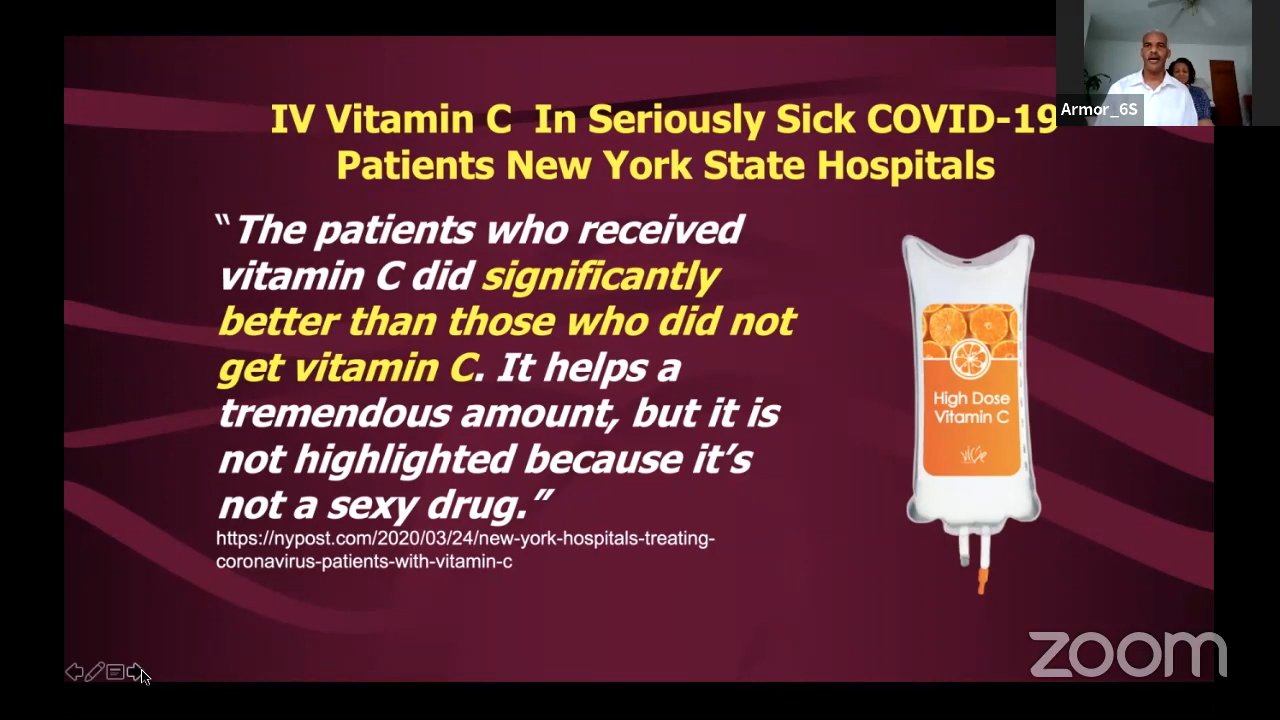 Armor_6S
IV Vitamin C In Seriously Sick COVID-19
Patients New York State Hospitals
“The patients who received
vitamin C did significantly
better than those who did not
get vitamin C. It helps a
tremendous amount, but it is
not highlighted because it’s
not a sexy drug.”
https://nypost.com/2020/03/24/new-york-hospitals-treating-
coronavirus-patients-with-vitamin-c
High Dose
Vitamin C
zoom